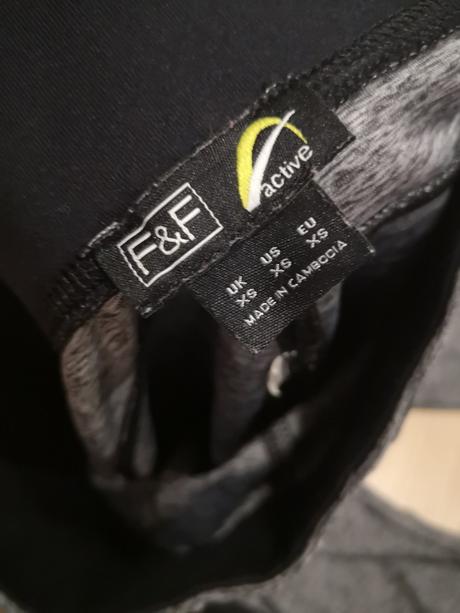 F&F
active
UK US EU
XS XS XS
MADE IN CAMBODIA